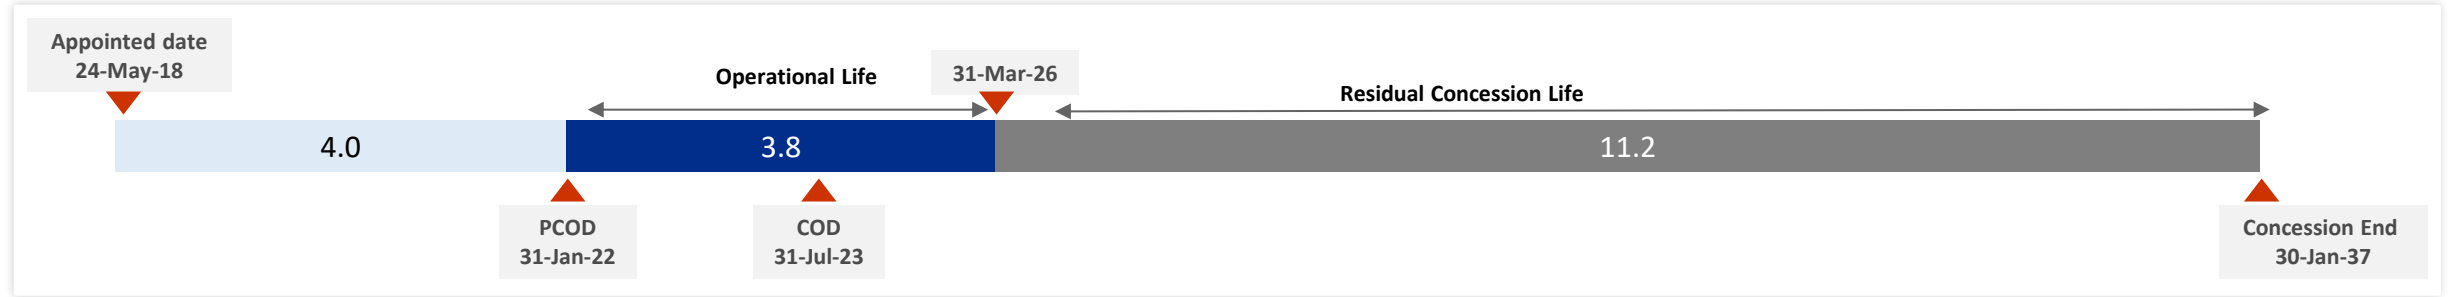 Appointed date
24-May-18
Operational Life
31-Mar-26
Residual Concession Life
4.0
3.8
11.2
PCOD
31-Jan-22
COD
31-Jul-23
Concession End
30-Jan-37